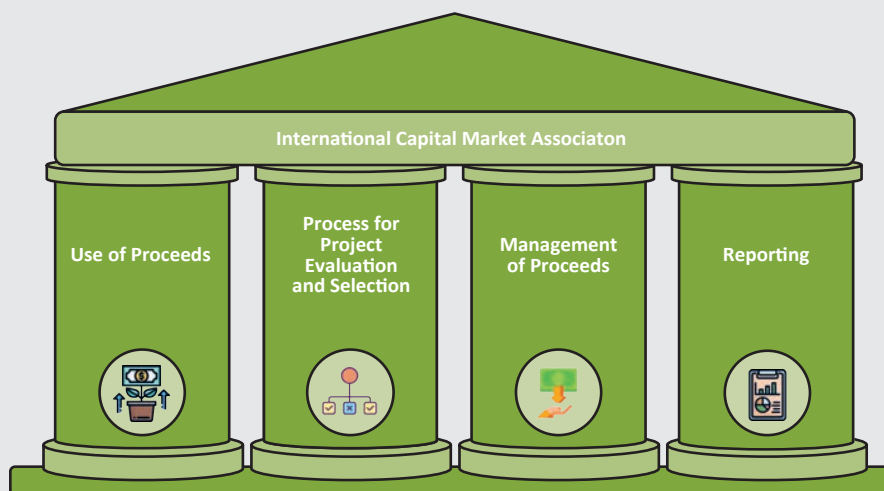 International Capital Market Associaton
Use of Proceeds
Process for
Project
Evaluation
and Selection
Management
of Proceeds
Reporting